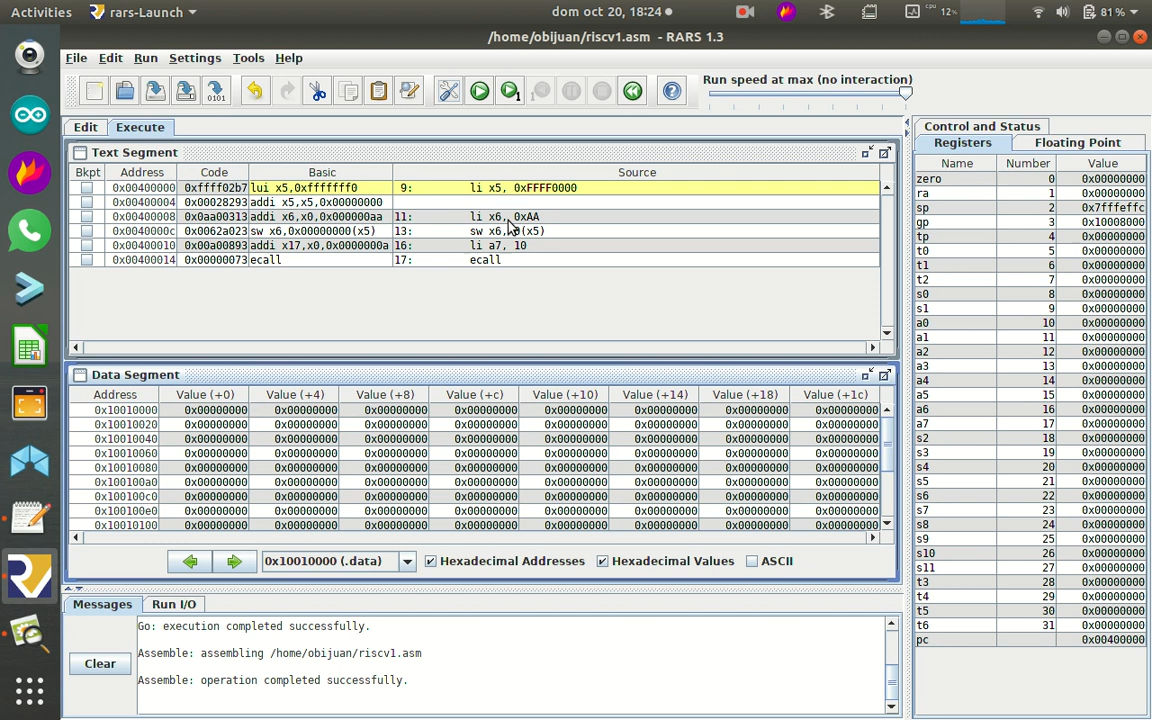 Activities rars-Launch dom oct 20, 18:24 cpu 12% 81%
/home/obijuan/riscv1.asm - RARS 1.3
File Edit Run Settings Tools Help
Run speed at max (no interaction)
Edit Execute
Text Segment
Bkpt Address Code Basic Source
0x00400000 0xffff02b7 lui x5,0xfffffff0 9: li x5, 0xFFFF0000
0x00400004 0x00028293 addi x5,x5,0x00000000
0x00400008 0x0aa00313 addi x6,x0,0x000000aa 11: li x6, 0xAA
0x0040000c 0x0062a023 sw x6,0x00000000(x5) 13: sw x6, (x5)
0x00400010 0x00a00893 addi x17,x0,0x0000000a 16: li a7, 10
0x00400014 0x00000073 ecall 17: ecall
Data Segment
Address Value (+0) Value (+4) Value (+8) Value (+c) Value (+10) Value (+14) Value (+18) Value (+1c)
0x10010000 0x00000000 0x00000000 0x00000000 0x00000000 0x00000000 0x00000000 0x00000000 0x00000000
0x10010020 0x00000000 0x00000000 0x00000000 0x00000000 0x00000000 0x00000000 0x00000000 0x00000000
0x10010040 0x00000000 0x00000000 0x00000000 0x00000000 0x00000000 0x00000000 0x00000000 0x00000000
0x10010060 0x00000000 0x00000000 0x00000000 0x00000000 0x00000000 0x00000000 0x00000000 0x00000000
0x10010080 0x00000000 0x00000000 0x00000000 0x00000000 0x00000000 0x00000000 0x00000000 0x00000000
0x100100a0 0x00000000 0x00000000 0x00000000 0x00000000 0x00000000 0x00000000 0x00000000 0x00000000
0x100100c0 0x00000000 0x00000000 0x00000000 0x00000000 0x00000000 0x00000000 0x00000000 0x00000000
0x100100e0 0x00000000 0x00000000 0x00000000 0x00000000 0x00000000 0x00000000 0x00000000 0x00000000
0x10010100 0x00000000 0x00000000 0x00000000 0x00000000 0x00000000 0x00000000 0x00000000 0x00000000
0x10010000 (.data) Hexadecimal Addresses Hexadecimal Values ASCII
Messages Run I/O
Go: execution completed successfully.
Assemble: assembling /home/obijuan/riscv1.asm
Assemble: operation completed successfully.
Clear
Control and Status
Registers Floating Point
Name Number Value
zero 0 0x00000000
ra 1 0x00000000
sp 2 0x7fffeffc
gp 3 0x10008000
tp 4 0x00000000
t0 5 0x00000000
t1 6 0x00000000
t2 7 0x00000000
s0 8 0x00000000
s1 9 0x00000000
a0 10 0x00000000
a1 11 0x00000000
a2 12 0x00000000
a3 13 0x00000000
a4 14 0x00000000
a5 15 0x00000000
a6 16 0x00000000
a7 17 0x00000000
s2 18 0x00000000
s3 19 0x00000000
s4 20 0x00000000
s5 21 0x00000000
s6 22 0x00000000
s7 23 0x00000000
s8 24 0x00000000
s9 25 0x00000000
s10 26 0x00000000
s11 27 0x00000000
t3 28 0x00000000
t4 29 0x00000000
t5 30 0x00000000
t6 31 0x00000000
pc 0x00400000